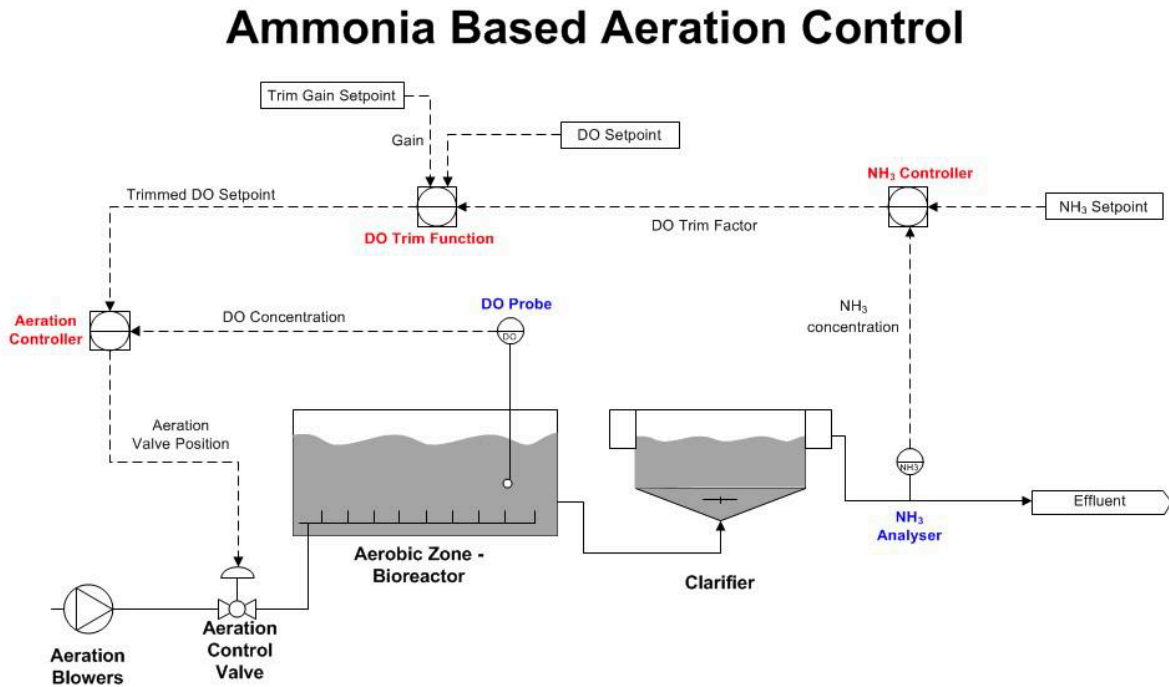 Ammonia Based Aeration Control
Trim Gain Setpoint
DO Setpoint
Gain
NH₃ Controller
Trimmed DO Setpoint
NH₃ Setpoint
DO Trim Factor
DO Trim Function
DO Probe
Aeration
Controller
DO Concentration
DO
NH₃
concentration
Aeration
Valve Position
NH3
Effluent
NH₃
Analyser
Aerobic Zone -
Bioreactor
Clarifier
Aeration
Control
Valve
Aeration
Blowers